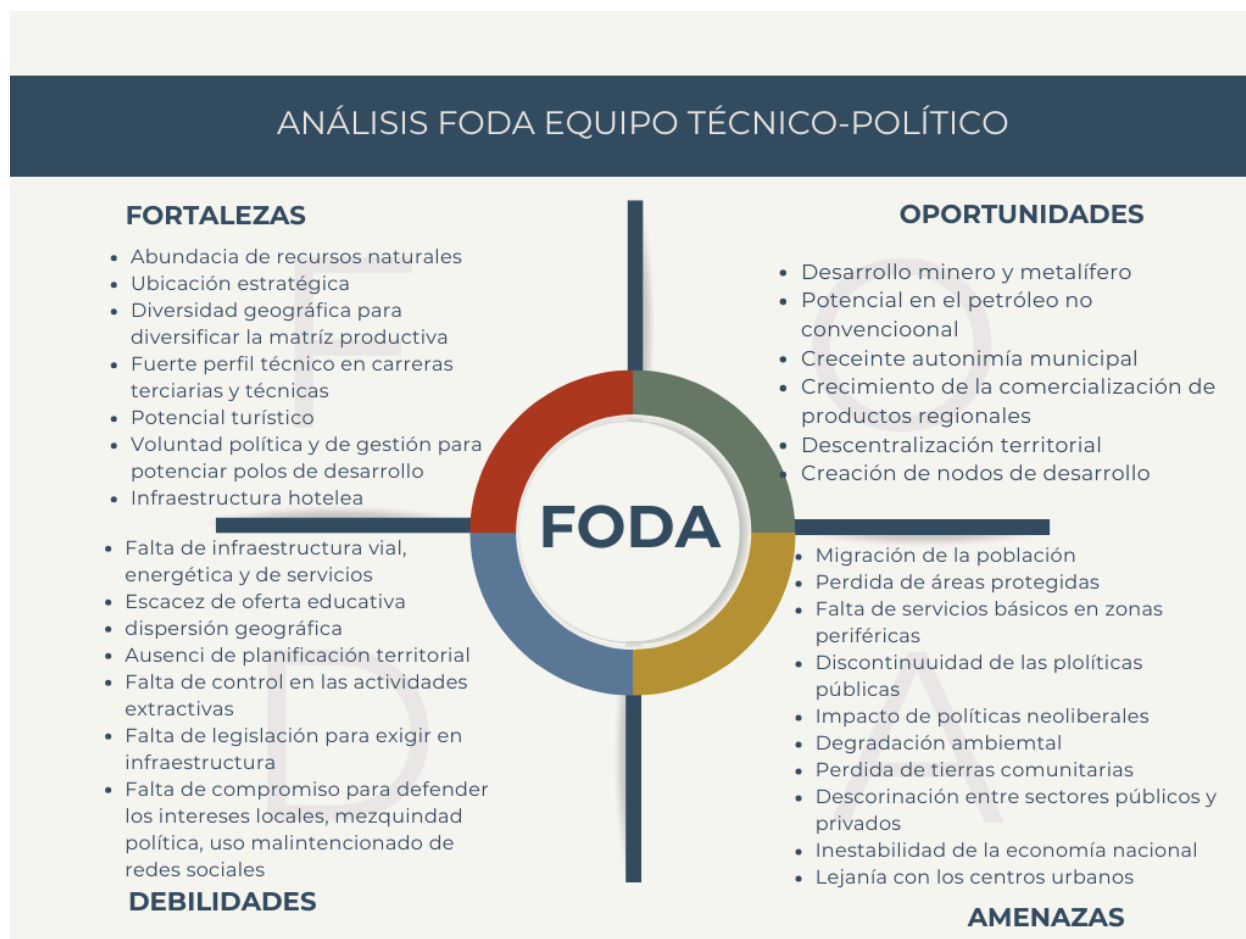 ANÁLISIS FODA EQUIPO TÉCNICO-POLÍTICO
FORTALEZAS
• Abundacia de recursos naturales
• Ubicación estratégica
• Diversidad geográfica para
diversificar la matríz productiva
• Fuerte perfil técnico en carreras
terciarias y técnicas
• Potencial turístico
• Voluntad política y de gestión para
potenciar polos de desarrollo
• Infraestructura hotelea
F
OPORTUNIDADES
• Desarrollo minero y metalífero
• Potencial en el petróleo no
convencioonal
• Creceinte autonimía municipal
• Crecimiento de la comercialización de
productos regionales
• Descentralización territorial
• Creación de nodos de desarrollo
O
FODA
• Falta de infraestructura vial,
energética y de servicios
• Escacez de oferta educativa
• dispersión geográfica
• Ausenci de planificación territorial
• Falta de control en las actividades
extractivas
• Falta de legislación para exigir en
infraestructura
• Falta de compromiso para defender
los intereses locales, mezquindad
política, uso malintencionado de
redes sociales
D
DEBILIDADES
• Migración de la población
• Perdida de áreas protegidas
• Falta de servicios básicos en zonas
periféricas
• Discontinuuidad de las plolíticas
públicas
• Impacto de políticas neoliberales
• Degradación ambiemtal
• Perdida de tierras comunitarias
• Descorinación entre sectores públicos y
privados
• Inestabilidad de la economía nacional
• Lejanía con los centros urbanos
A
AMENAZAS